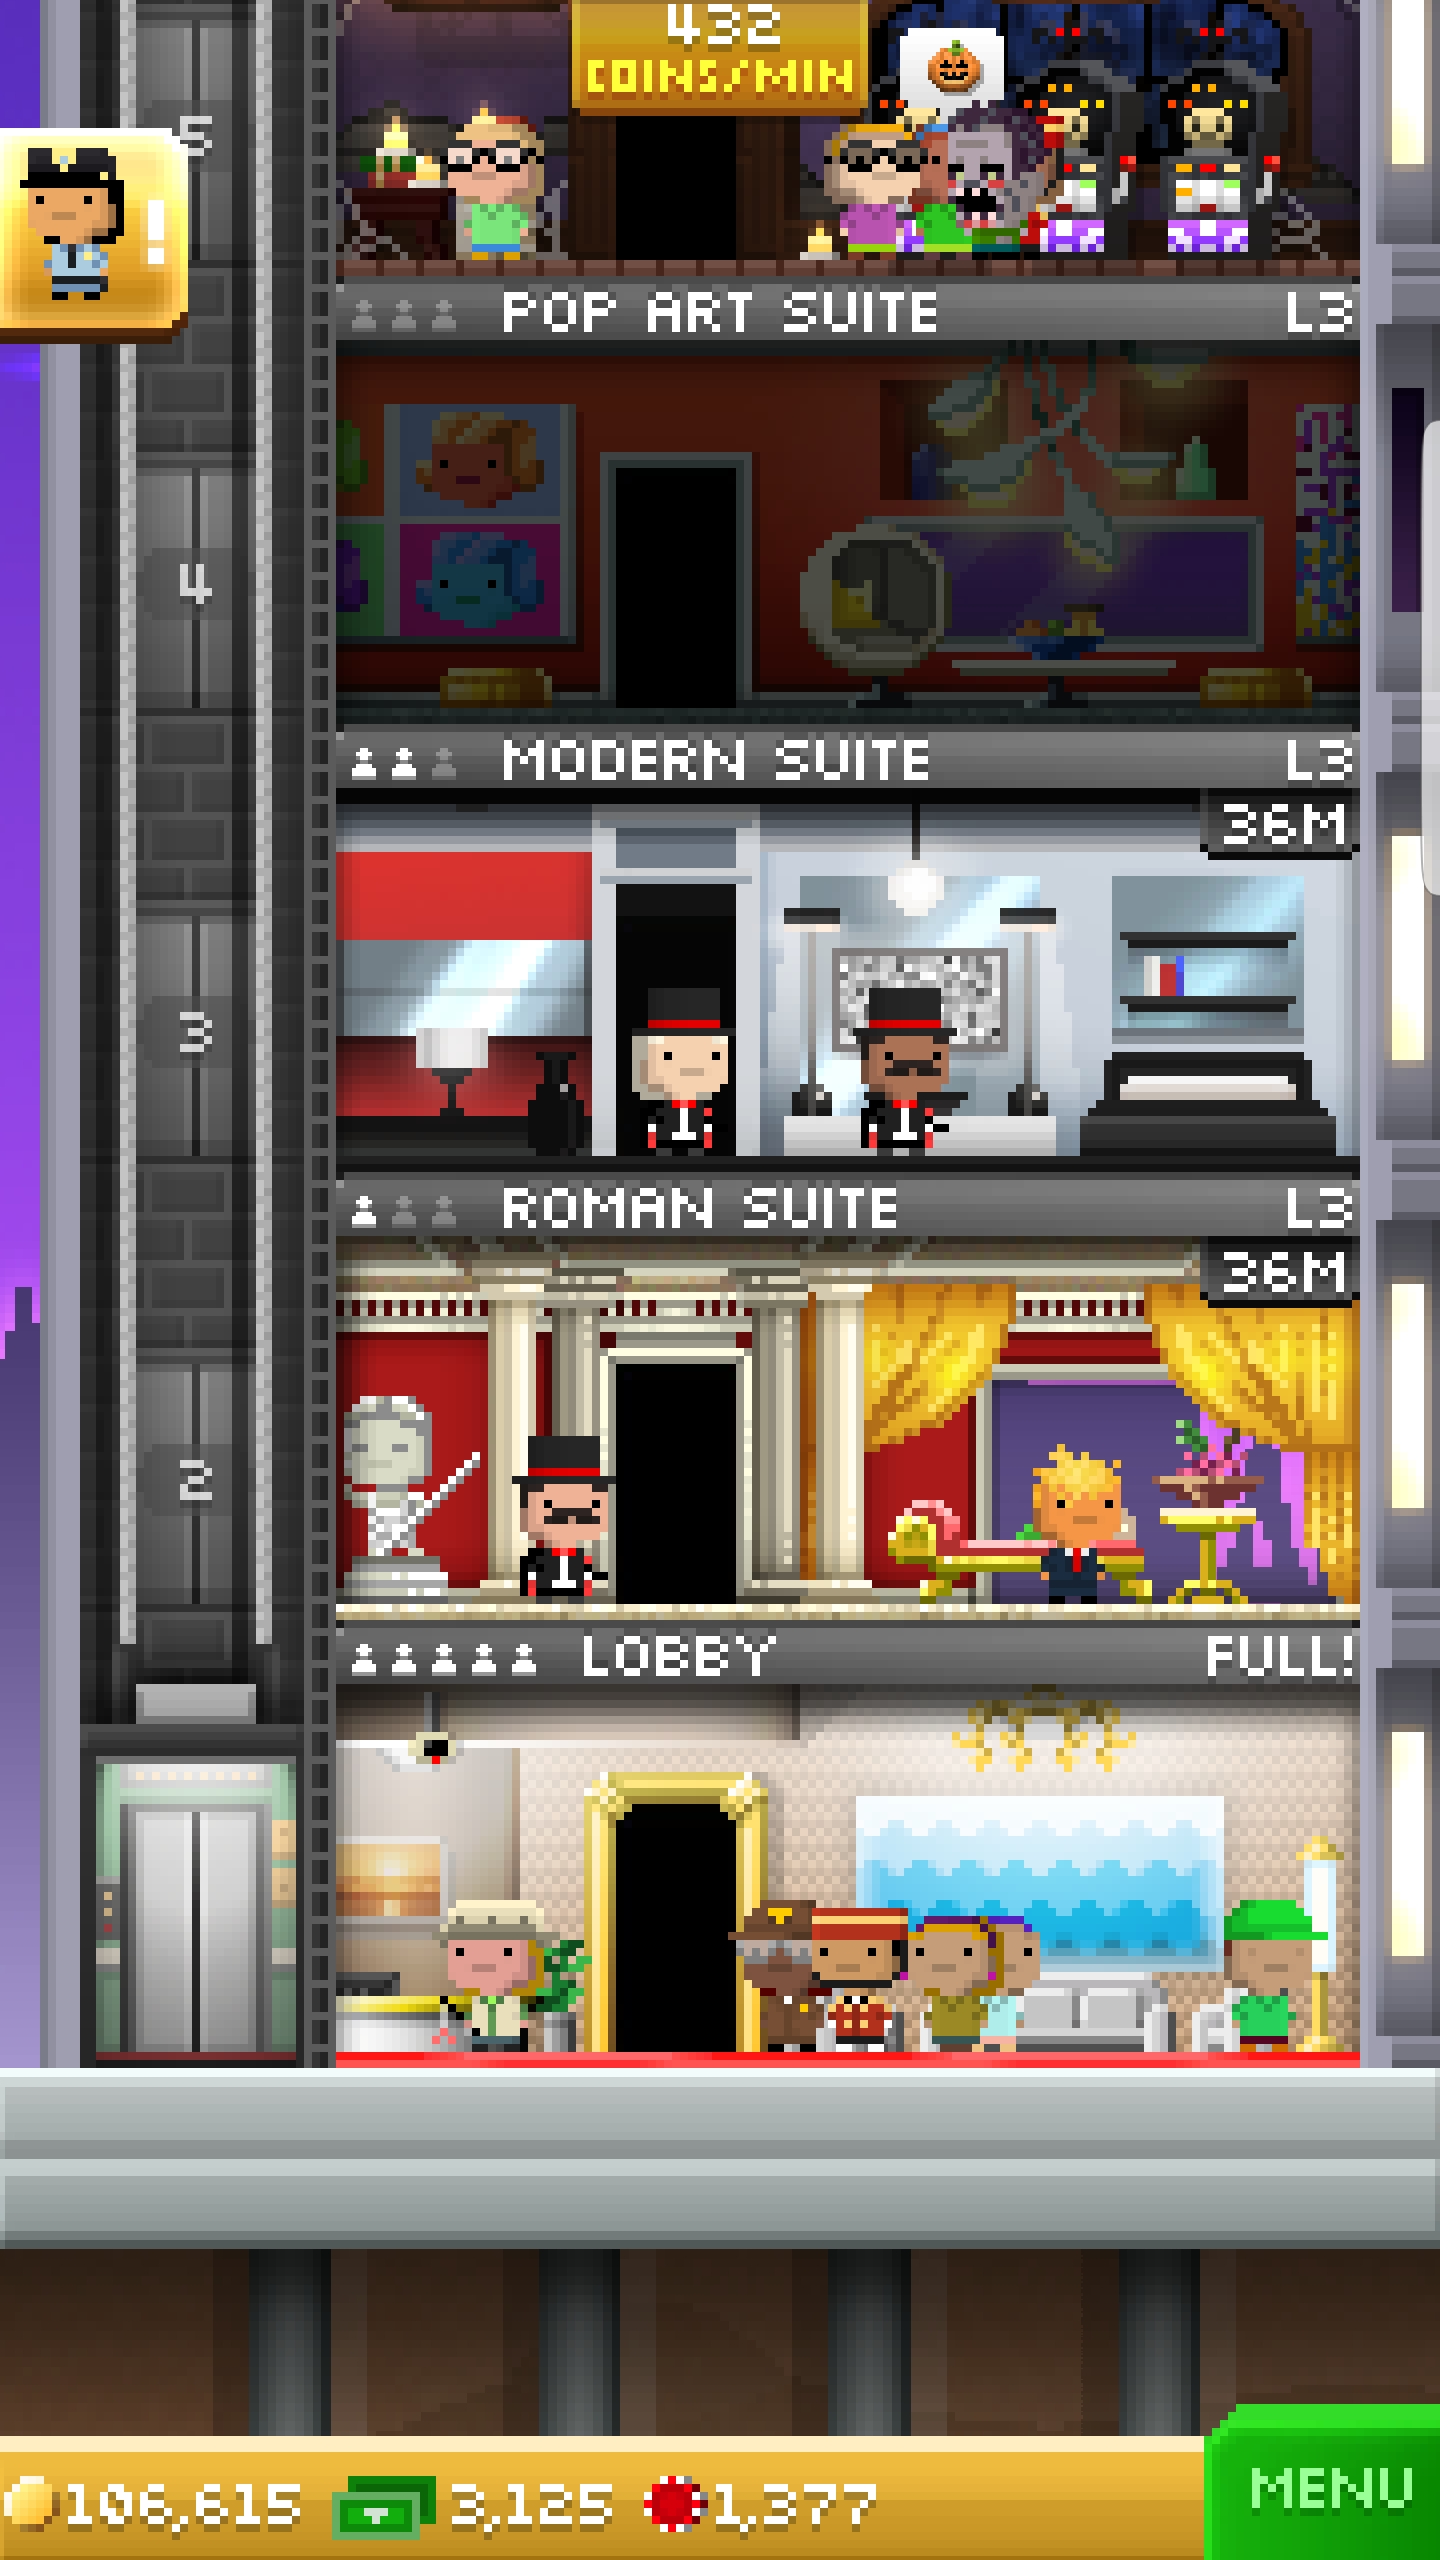 432
COINS/MIN
5
!
POP ART SUITE L3
4
MODERN SUITE L3
36M
3
ROMAN SUITE L3
36M
2
LOBBY FULL!
106,615 3,125 1,377
MENU